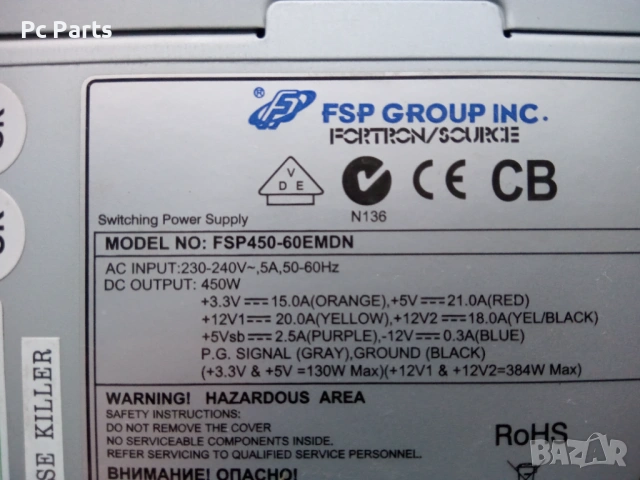 Pc Parts
FSP GROUP INC.
FORTRON/SOURCE
VDE
CE CB
N136
Switching Power Supply
MODEL NO: FSP450-60EMDN
AC INPUT:230-240V~,5A,50-60Hz
DC OUTPUT: 450W
+3.3V ⎓ 15.0A(ORANGE),+5V ⎓ 21.0A(RED)
+12V1 ⎓ 20.0A(YELLOW),+12V2 ⎓ 18.0A(YEL/BLACK)
+5Vsb ⎓ 2.5A(PURPLE),-12V ⎓ 0.3A(BLUE)
P.G. SIGNAL (GRAY),GROUND (BLACK)
(+3.3V & +5V =130W Max)(+12V1 & +12V2=384W Max)
WARNING! HAZARDOUS AREA
SAFETY INSTRUCTIONS:
DO NOT REMOVE THE COVER
NO SERVICEABLE COMPONENTS INSIDE.
REFER SERVICING TO QUALIFIED SERVICE PERSONNEL.
ВНИМАНИЕ! ОПАСНО!
RoHS
SE KILLER
BAZAR